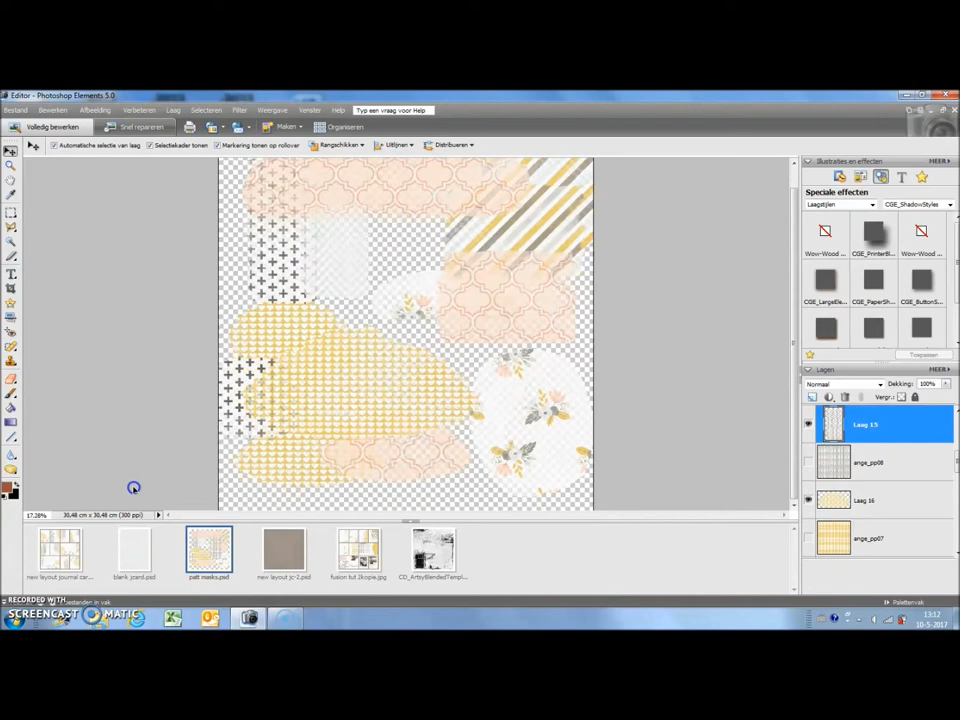 Editor - Photoshop Elements 5.0
Bestand Bewerken Afbeelding Verbeteren Laag Selecteren Filter Weergave Venster Help Typ een vraag voor Help
Volledig bewerken Snel repareren Maken Organiseren
Automatische selectie van laag Selectiekader tonen Markering tonen op rollover Rangschikken Uitlijnen Distribueren
Illustraties en effecten MEER
Speciale effecten
Laagstijlen CGE_ShadowStyles
Wow-Wood ... CGE_PrinterBl... Wow-Wood ...
CGE_LargeEle... CGE_PaperSh... CGE_ButtonS...
Toepassen
Lagen MEER
Normaal Dekking: 100%
Vergr.:
Laag 15
ange_pp08
Laag 16
ange_pp07
17.28% 30,48 cm x 30,48 cm (300 ppi)
new layout journal car... blank jcard.psd patt masks.psd new layout jc-2.psd fusion tut 2kopie.jpg CD_ArtsyBlendedTempl...
RECORDED WITH
SCREENCAST MATIC
estanden in vak
Palettenvak
13:12
10-5-2017